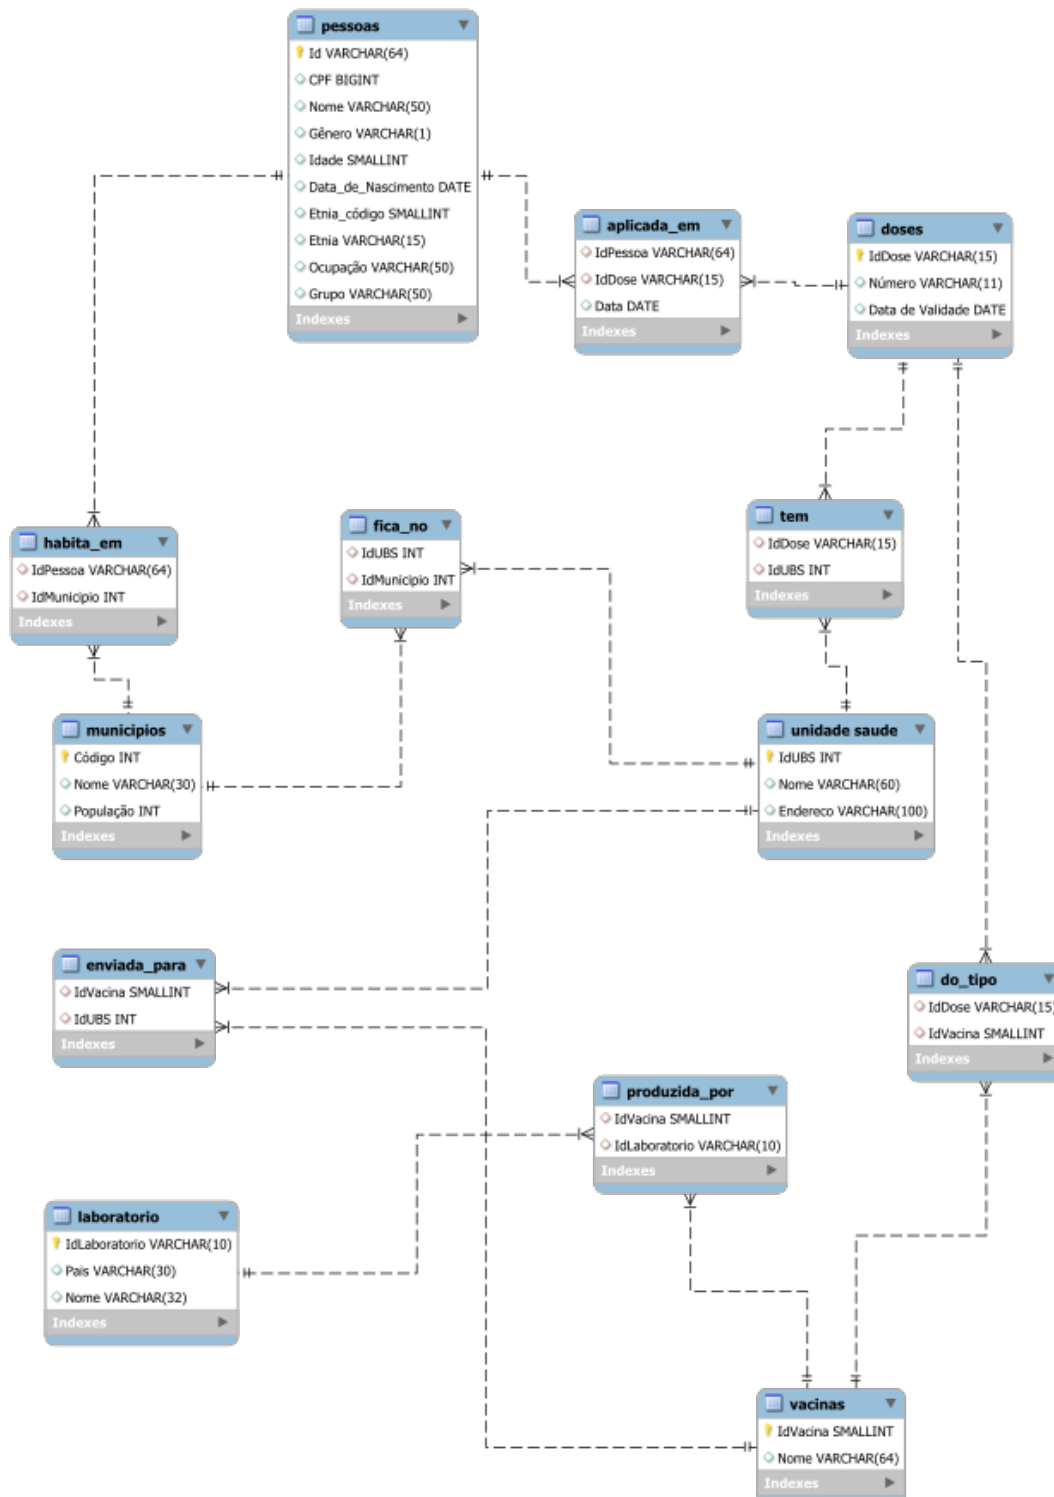 pessoas
Id VARCHAR(64)
CPF BIGINT
Nome VARCHAR(50)
Gênero VARCHAR(1)
Idade SMALLINT
Data_de_Nascimento DATE
Etnia_código SMALLINT
Etnia VARCHAR(15)
Ocupação VARCHAR(50)
Grupo VARCHAR(50)
Indexes
aplicada_em
IdPessoa VARCHAR(64)
IdDose VARCHAR(15)
Data DATE
Indexes
doses
IdDose VARCHAR(15)
Número VARCHAR(11)
Data de Validade DATE
Indexes
habita_em
IdPessoa VARCHAR(64)
IdMunicipio INT
Indexes
fica_no
IdUBS INT
IdMunicipio INT
Indexes
tem
IdDose VARCHAR(15)
IdUBS INT
Indexes
municipios
Código INT
Nome VARCHAR(30)
População INT
Indexes
unidade saude
IdUBS INT
Nome VARCHAR(60)
Endereco VARCHAR(100)
Indexes
enviada_para
IdVacina SMALLINT
IdUBS INT
Indexes
do_tipo
IdDose VARCHAR(15)
IdVacina SMALLINT
Indexes
produzida_por
IdVacina SMALLINT
IdLaboratorio VARCHAR(10)
Indexes
laboratorio
IdLaboratorio VARCHAR(10)
Pais VARCHAR(30)
Nome VARCHAR(32)
Indexes
vacinas
IdVacina SMALLINT
Nome VARCHAR(64)
Indexes